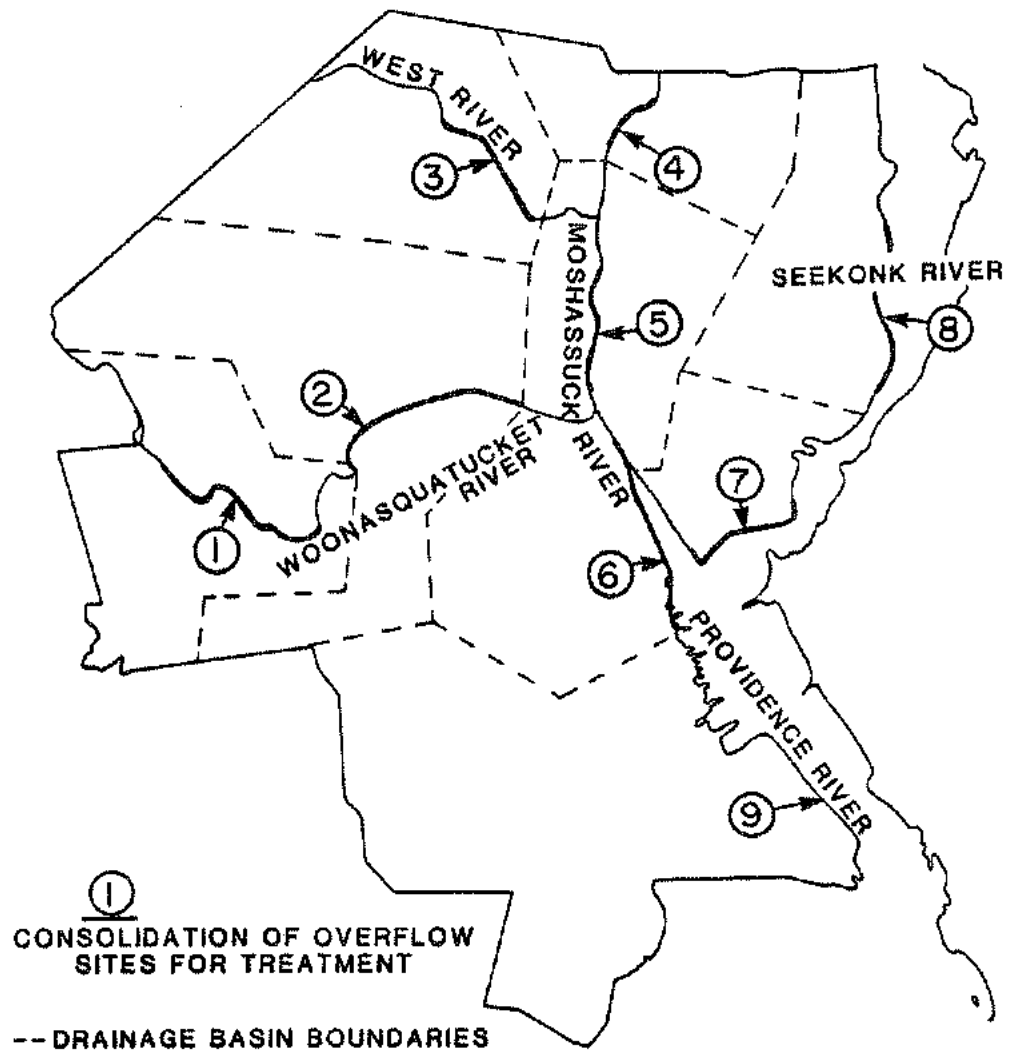 WEST RIVER
4
3
MOSHASSUCK RIVER
SEEKONK RIVER
5
8
2
WOONASQUATUCKET
RIVER
7
1
6
PROVIDENCE RIVER
9
1
CONSOLIDATION OF OVERFLOW
SITES FOR TREATMENT
--DRAINAGE BASIN BOUNDARIES